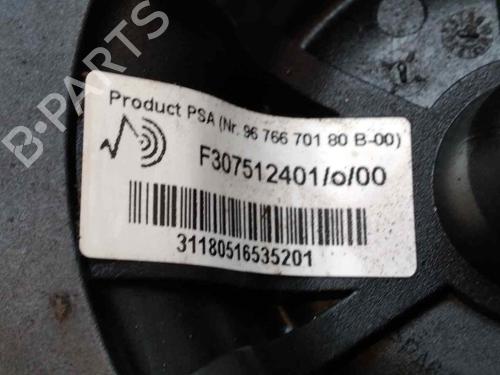 B-PARTS
Product PSA (Nr. 96 766 701 80 B-00)
F307512401/o/00
31180516535201